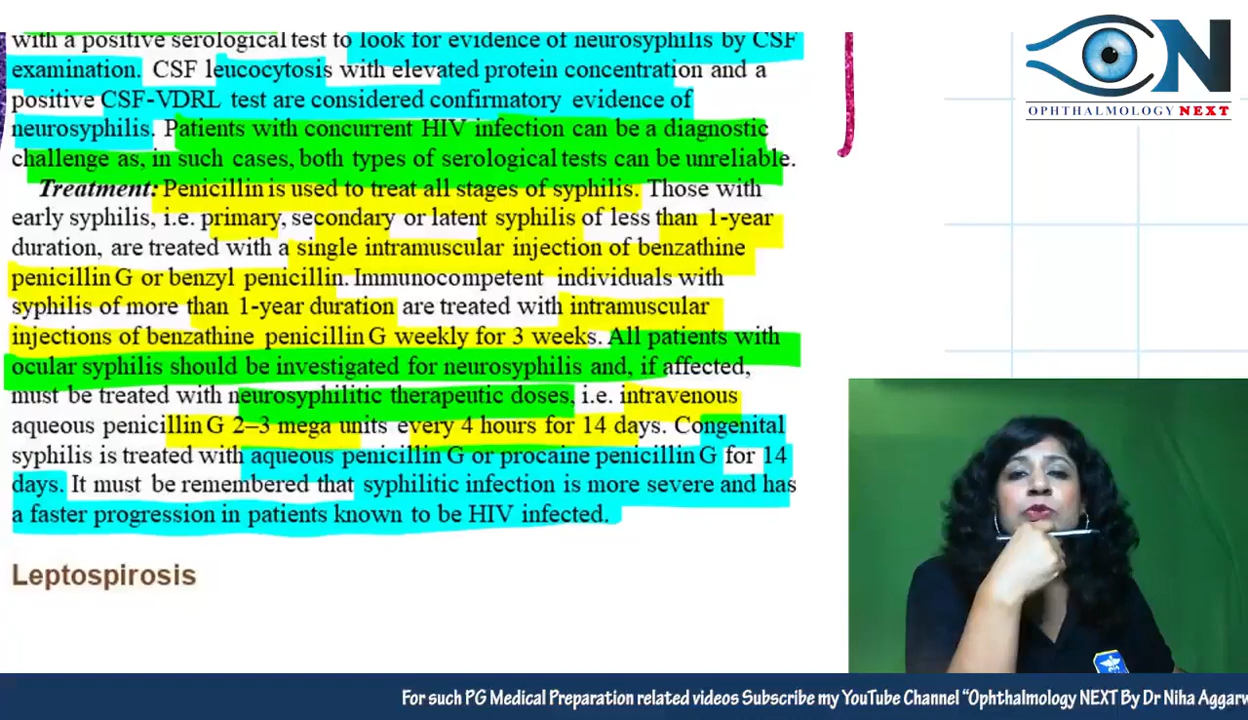 with a positive serological test to look for evidence of neurosyphilis by CSF
examination. CSF leucocytosis with elevated protein concentration and a
positive CSF-VDRL test are considered confirmatory evidence of
neurosyphilis. Patients with concurrent HIV infection can be a diagnostic
challenge as, in such cases, both types of serological tests can be unreliable.
Treatment: Penicillin is used to treat all stages of syphilis. Those with
early syphilis, i.e. primary, secondary or latent syphilis of less than 1-year
duration, are treated with a single intramuscular injection of benzathine
penicillin G or benzyl penicillin. Immunocompetent individuals with
syphilis of more than 1-year duration are treated with intramuscular
injections of benzathine penicillin G weekly for 3 weeks. All patients with
ocular syphilis should be investigated for neurosyphilis and, if affected,
must be treated with neurosyphilitic therapeutic doses, i.e. intravenous
aqueous penicillin G 2–3 mega units every 4 hours for 14 days. Congenital
syphilis is treated with aqueous penicillin G or procaine penicillin G for 14
days. It must be remembered that syphilitic infection is more severe and has
a faster progression in patients known to be HIV infected.
Leptospirosis
N
OPHTHALMOLOGY NEXT
For such PG Medical Preparation related videos Subscribe my YouTube Channel “Ophthalmology NEXT By Dr Niha Aggarw